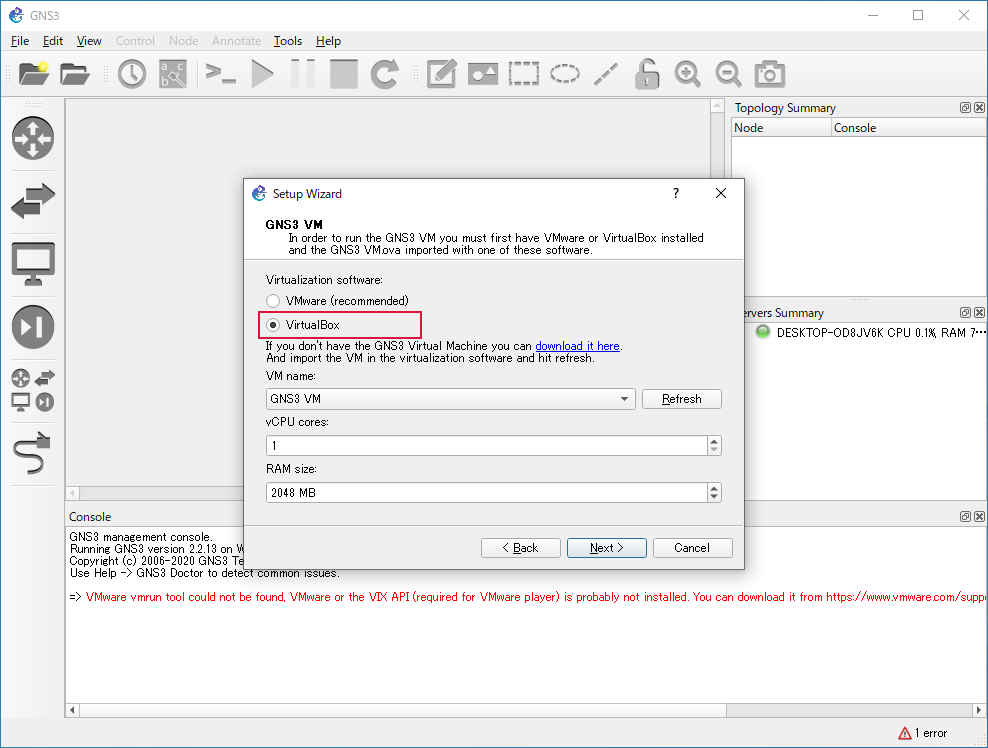 GNS3
File Edit View Control Node Annotate Tools Help
Topology Summary
Node Console
Setup Wizard
?
GNS3 VM
In order to run the GNS3 VM you must first have VMware or VirtualBox installed
and the GNS3 VM.ova imported with one of these software.
Virtualization software:
VMware (recommended)
VirtualBox
If you don't have the GNS3 Virtual Machine you can download it here.
And import the VM in the virtualization software and hit refresh.
VM name:
GNS3 VM
Refresh
vCPU cores:
1
RAM size:
2048 MB
< Back
Next >
Cancel
ervers Summary
DESKTOP-OD8JV6K CPU 0.1%, RAM 7…
Console
GNS3 management console.
Running GNS3 version 2.2.13 on W
Copyright (c) 2006-2020 GNS3 Te
Use Help -> GNS3 Doctor to detect common issues.
=> VMware vmrun tool could not be found, VMware or the VIX API (required for VMware player) is probably not installed. You can download it from https://www.vmware.com/suppo
1 error